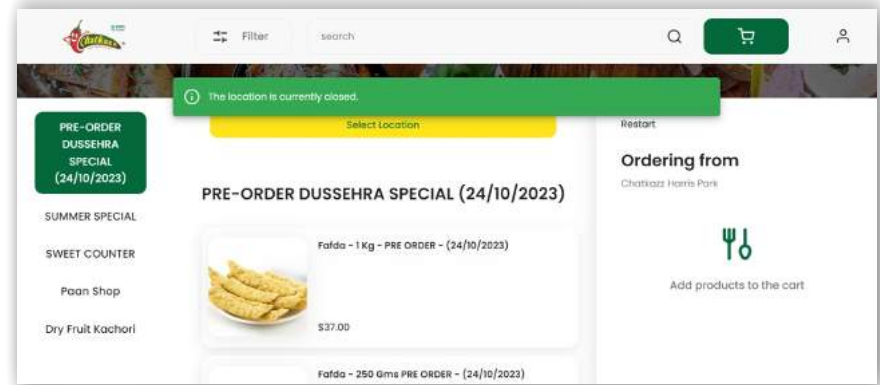 Chatkazz
Filter
search
The location is currently closed.
Select Location
Restart
PRE-ORDER
DUSSEHRA
SPECIAL
(24/10/2023)
SUMMER SPECIAL
SWEET COUNTER
Paan Shop
Dry Fruit Kachori
PRE-ORDER DUSSEHRA SPECIAL (24/10/2023)
Fafda - 1 Kg - PRE ORDER - (24/10/2023)
$37.00
Fafda - 250 Gms PRE ORDER - (24/10/2023)
Ordering from
Chatkazz Harris Park
Add products to the cart